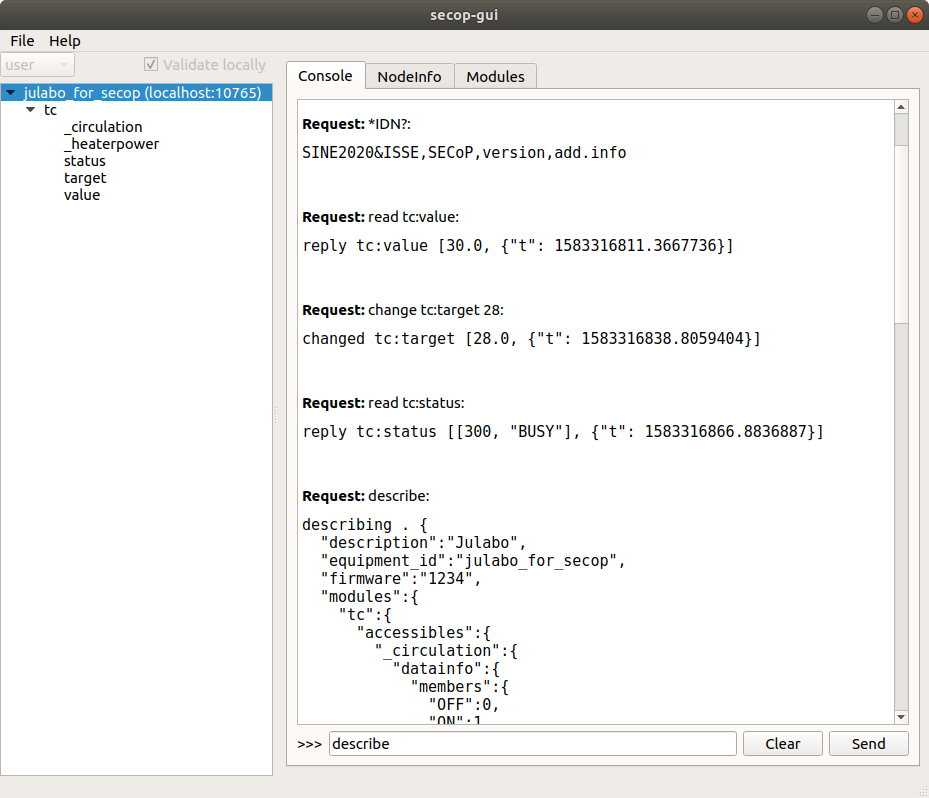 secop-gui
File Help
user
Validate locally
julabo_for_secop (localhost:10765)
tc
_circulation
_heaterpower
status
target
value
Console NodeInfo Modules
Request: *IDN?:
SINE2020&ISSE,SECoP,version,add.info
Request: read tc:value:
reply tc:value [30.0, {"t": 1583316811.3667736}]
Request: change tc:target 28:
changed tc:target [28.0, {"t": 1583316838.8059404}]
Request: read tc:status:
reply tc:status [[300, "BUSY"], {"t": 1583316866.8836887}]
Request: describe:
describing . {
"description":"Julabo",
"equipment_id":"julabo_for_secop",
"firmware":"1234",
"modules":{
"tc":{
"accessibles":{
"_circulation":{
"datainfo":{
"members":{
"OFF":0,
"ON":1
>>> describe Clear Send